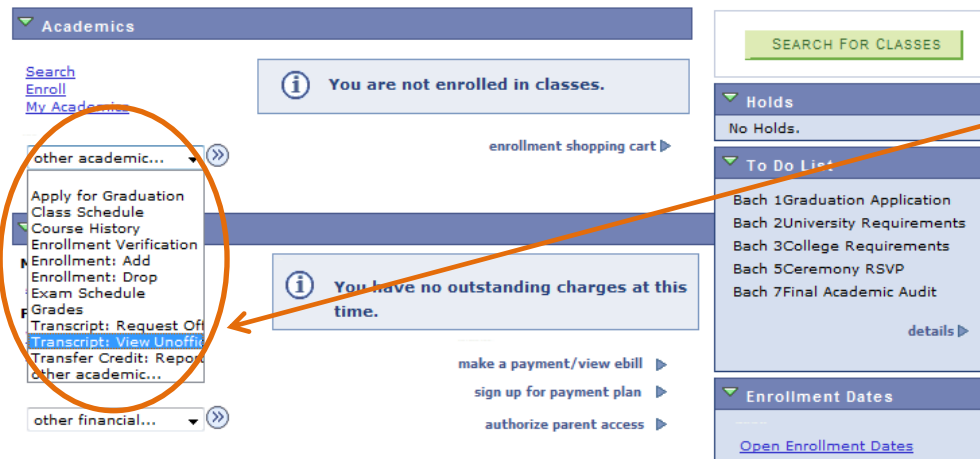 Academics
Search
Enroll
My Academics
You are not enrolled in classes.
enrollment shopping cart
other academic...
Apply for Graduation
Class Schedule
Course History
Enrollment Verification
Enrollment: Add
Enrollment: Drop
Exam Schedule
Grades
Transcript: Request Off
Transcript: View Unoffic
Transfer Credit: Report
other academic...
You have no outstanding charges at this
time.
make a payment/view ebill
sign up for payment plan
authorize parent access
other financial...
SEARCH FOR CLASSES
Holds
No Holds.
To Do List
Bach 1Graduation Application
Bach 2University Requirements
Bach 3College Requirements
Bach 5Ceremony RSVP
Bach 7Final Academic Audit
details
Enrollment Dates
Open Enrollment Dates